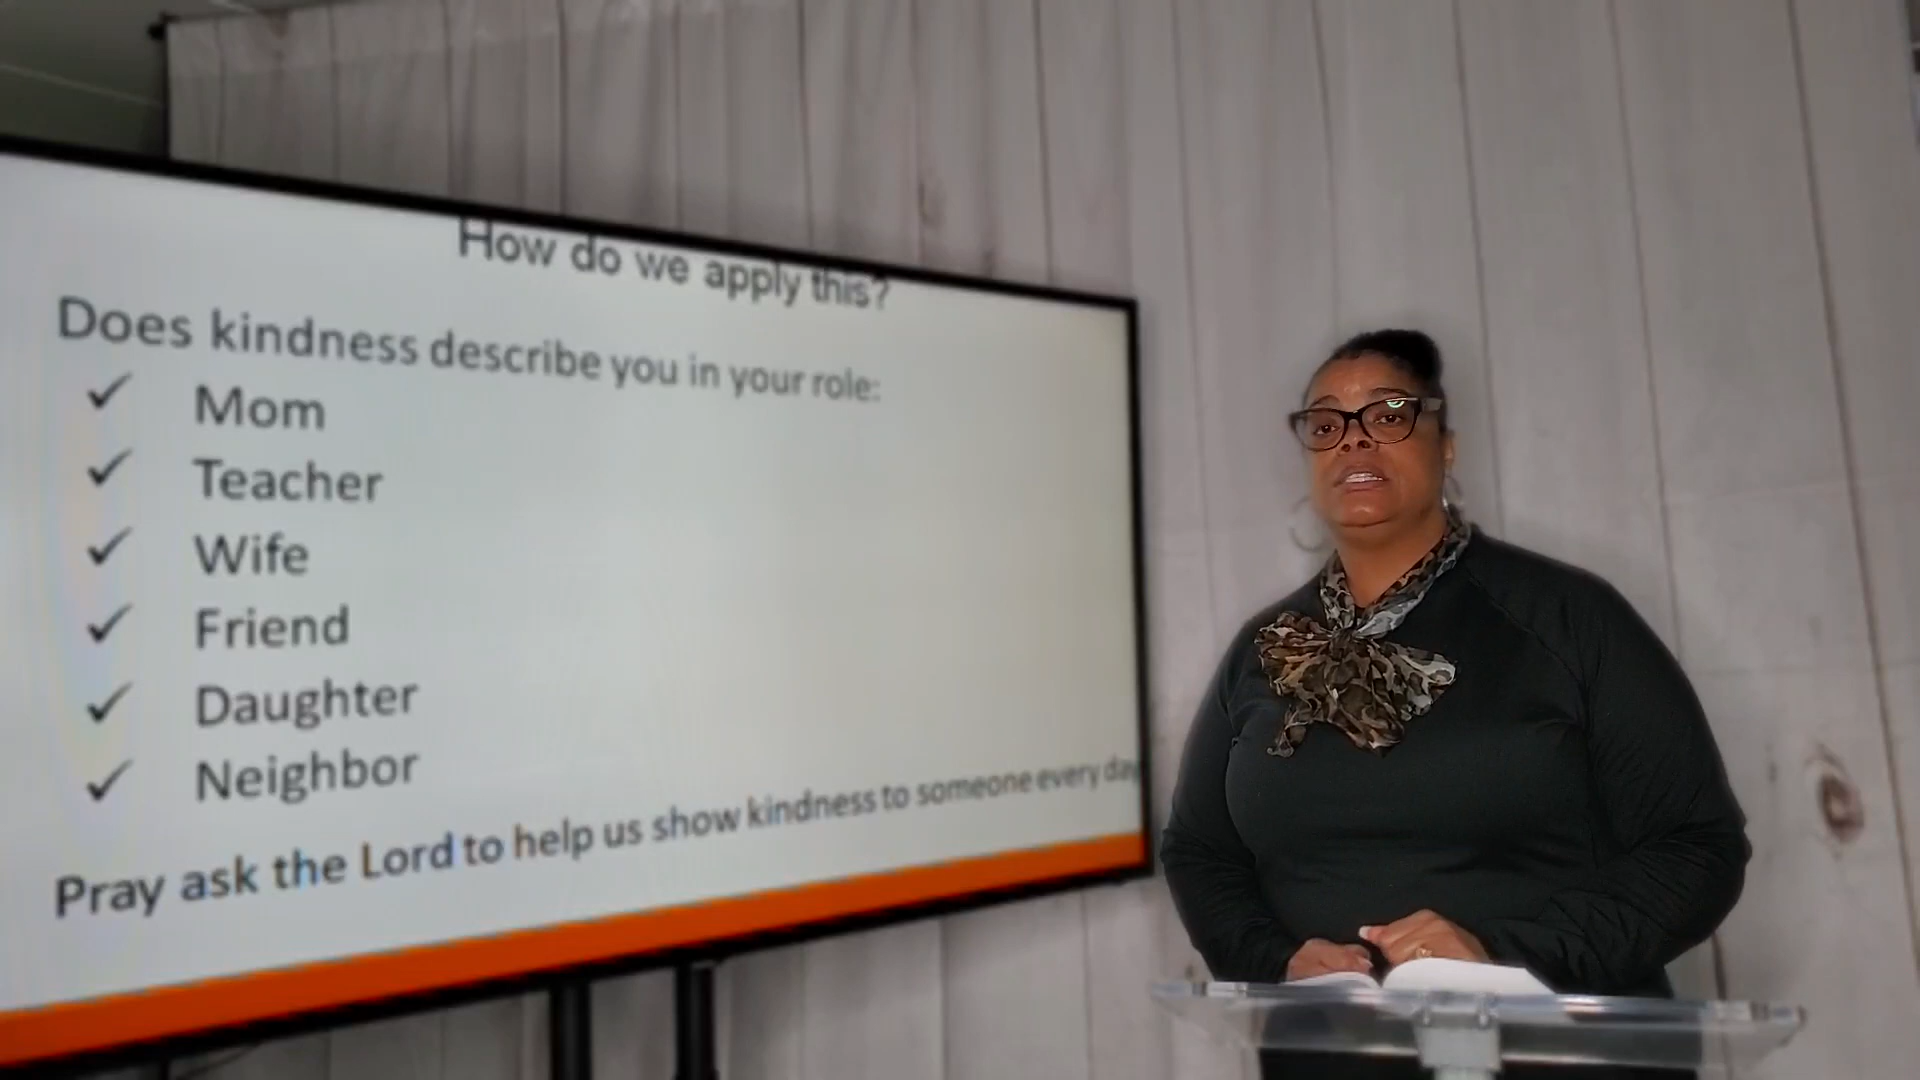 How do we apply this?
Does kindness describe you in your role:
✓ Mom
✓ Teacher
✓ Wife
✓ Friend
✓ Daughter
✓ Neighbor
Pray ask the Lord to help us show kindness to someone every day